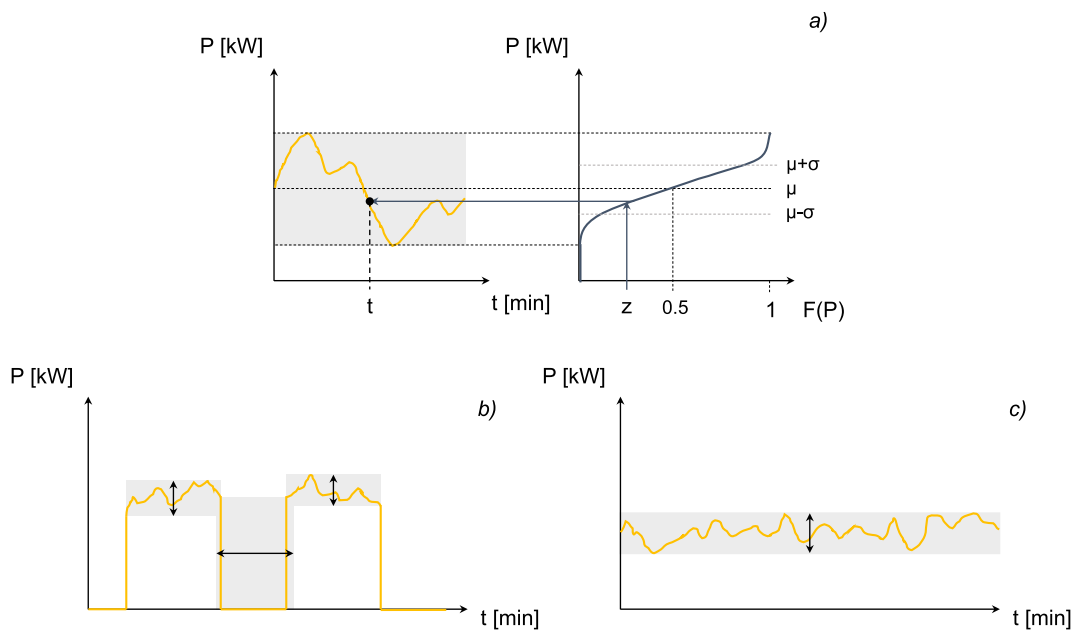 a)
P [kW]
P [kW]
μ+σ
μ
μ-σ
t
t [min]
z
0.5
1
F(P)
P [kW]
b)
t [min]
P [kW]
c)
t [min]